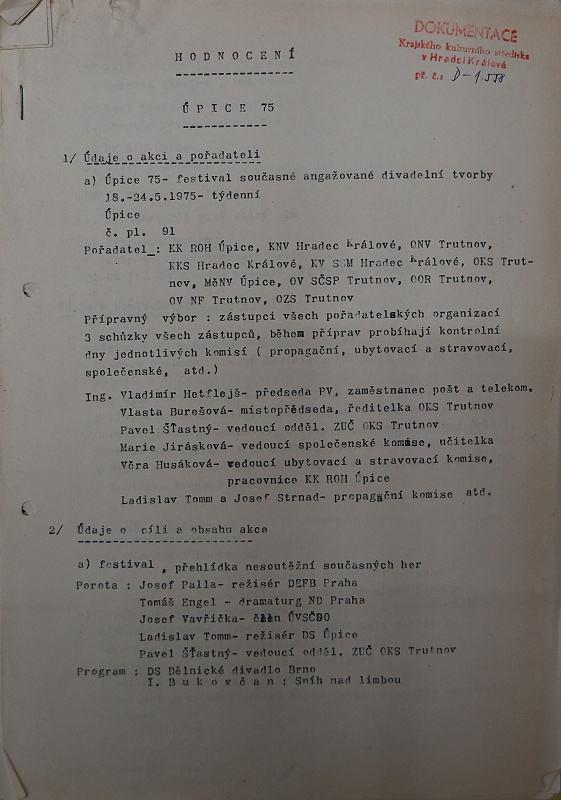 DOKUMENTACE
Krajského kulturního střediska
v Hradci Králové
př. č.: D-1.558
H O D N O C E N Í
Ú P I C E 75
1/ Údaje o akci a pořadateli
a) Úpice 75- festival současné angažované divadelní tvorby
18.-24.5.1975- týdenní
Úpice
č. pl. 91
Pořadatel : KK ROH Úpice, KNV Hradec Králové, ONV Trutnov,
KKS Hradec Králové, KV SSM Hradec Králové, OKS Trut-
nov, MěNV Úpice, OV SČSP Trutnov, OOR Trutnov,
OV NF Trutnov, OZS Trutnov
Přípravný výbor : zástupci všech pořadatelských organizací
3 schůzky všech zástupců, během příprav probíhají kontrolní
dny jednotlivých komisí ( propagační, ubytovací a stravovací,
společenské, atd.)
Ing. Vladimír Hetflejš- předseda PV, zaměstnanec pošt a telekom.
Vlasta Burešová- místopředseda, ředitelka OKS Trutnov
Pavel Šťastný- vedoucí odděl. ZUČ OKS Trutnov
Marie Jirásková- vedoucí společenské komise, učitelka
Věra Husáková- vedoucí ubytovací a stravovací komise,
pracovnice KK ROH Úpice
Ladislav Tomm a Josef Strnad- propagační komise atd.
2/ Údaje o cíli a obsahu akce
a) festival , přehlídka nesoutěžní současných her
Porota : Josef Palla- režisér DEFB Praha
Tomáš Engel - dramaturg ND Praha
Josef Vavřička- člen ÚVSČDO
Ladislav Tomm- režisér DS Úpice
Pavel Šťastný- vedoucí odděl. ZUČ OKS Trutnov
Program : DS Dělnické divadlo Brno
I. B u k o v č a n : Sníh nad limbou